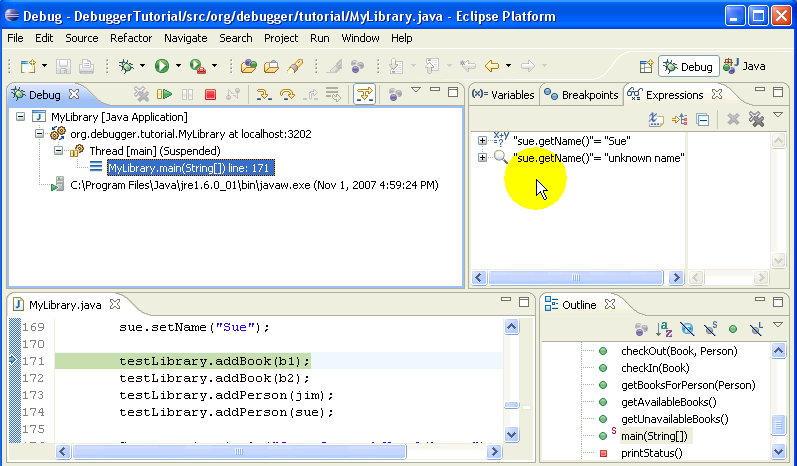 Debug - DebuggerTutorial/src/org/debugger/tutorial/MyLibrary.java - Eclipse Platform
File Edit Source Refactor Navigate Search Project Run Window Help
Debug Java
Debug
MyLibrary [Java Application]
org.debugger.tutorial.MyLibrary at localhost:3202
Thread [main] (Suspended)
MyLibrary.main(String[]) line: 171
C:\Program Files\Java\jre1.6.0_01\bin\javaw.exe (Nov 1, 2007 4:59:24 PM)
(x)= Variables Breakpoints Expressions
"sue.getName()"= "Sue"
"sue.getName()"= "unknown name"
MyLibrary.java
169 sue.setName("Sue");
170
171 testLibrary.addBook(b1);
172 testLibrary.addBook(b2);
173 testLibrary.addPerson(jim);
174 testLibrary.addPerson(sue);
175
Outline
checkOut(Book, Person)
checkIn(Book)
getBooksForPerson(Person)
getAvailableBooks()
getUnavailableBooks()
main(String[])
printStatus()